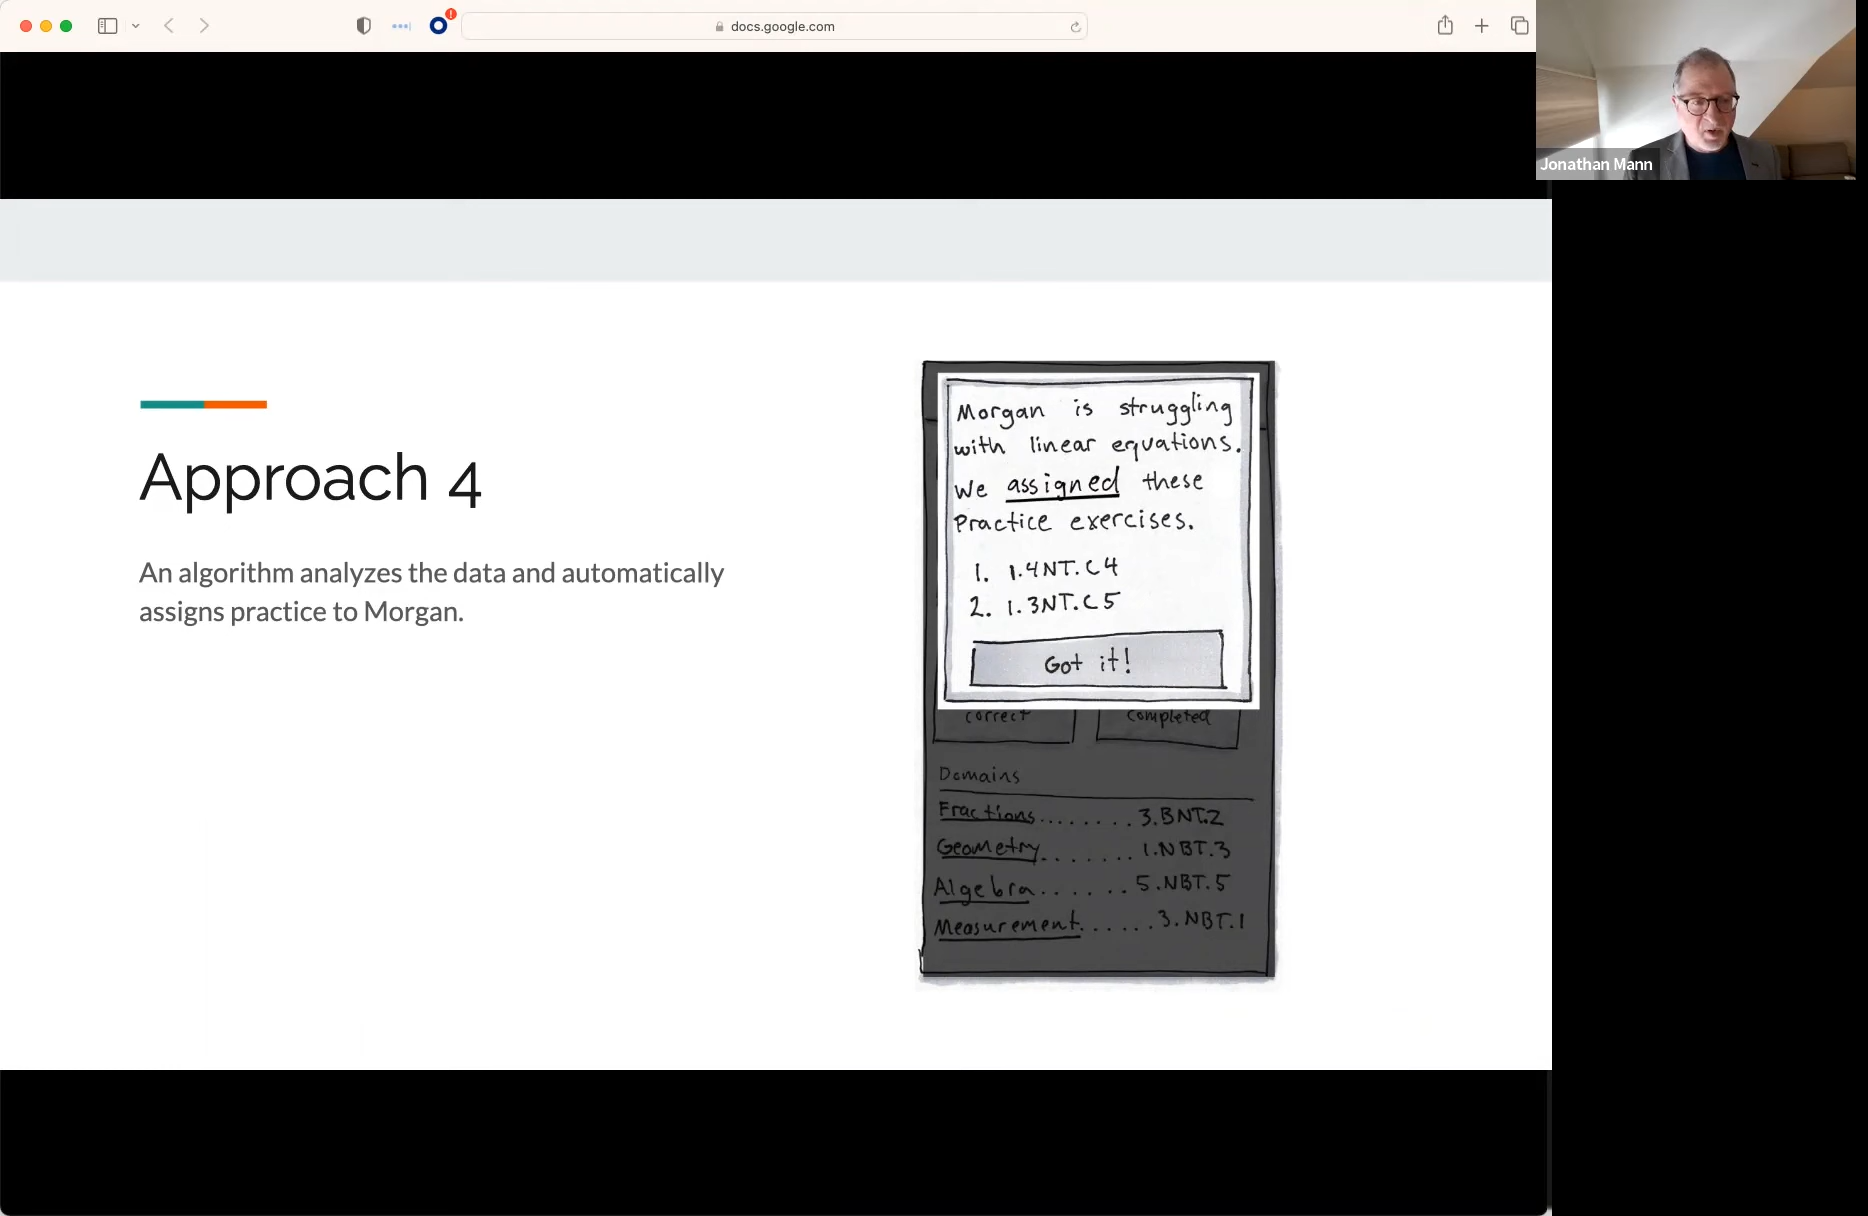 docs.google.com
Jonathan Mann
Approach 4
An algorithm analyzes the data and automatically
assigns practice to Morgan.
Morgan is struggling
with linear equations.
We assigned these
Practice exercises.
1. 1.4NT.C4
2. 1.3NT.C5
Got it!
correct
completed
Domains
Fractions........3.BNT.2
Geometry.......1.NBT.3
Algebra......5.NBT.5
Measurement......3.NBT.1